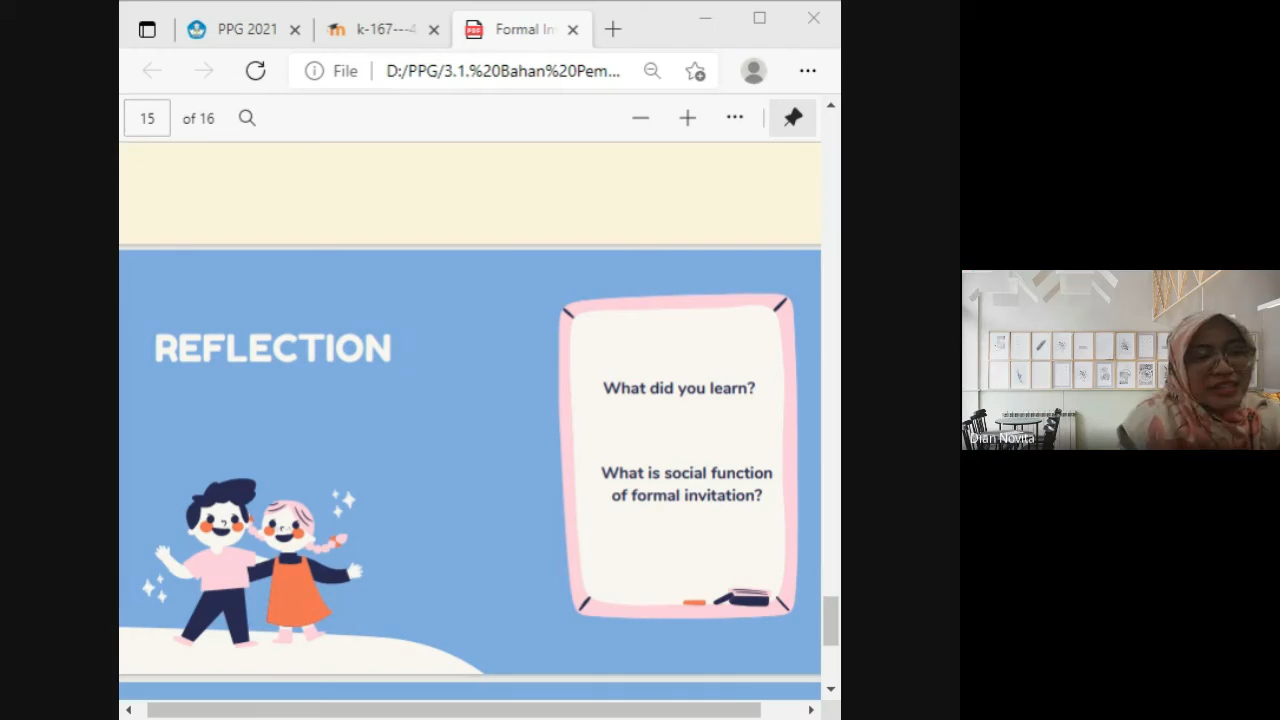 PPG 2021
k-167---4
Formal In
File
D:/PPG/3.1.%20Bahan%20Pem...
15
of 16
REFLECTION
What did you learn?
What is social function
of formal invitation?
Dian Novita